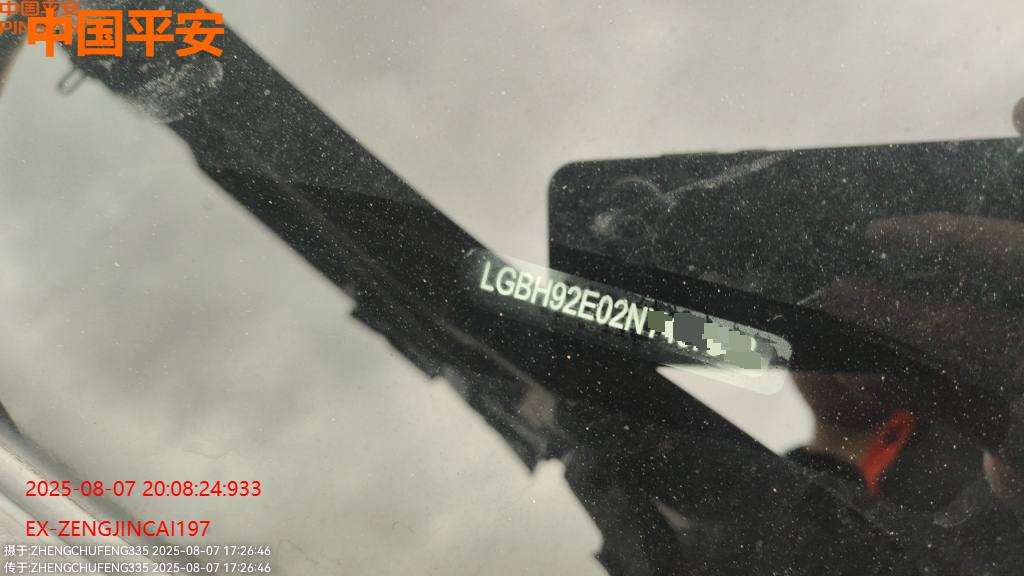 中国平安
PIN
中国平安
LGBH92E02N
2025-08-07 20:08:24:933
EX-ZENGJINCAI197
摄于:ZHENGCHUFENG335 2025-08-07 17:26:46
传于:ZHENGCHUFENG335 2025-08-07 17:26:46